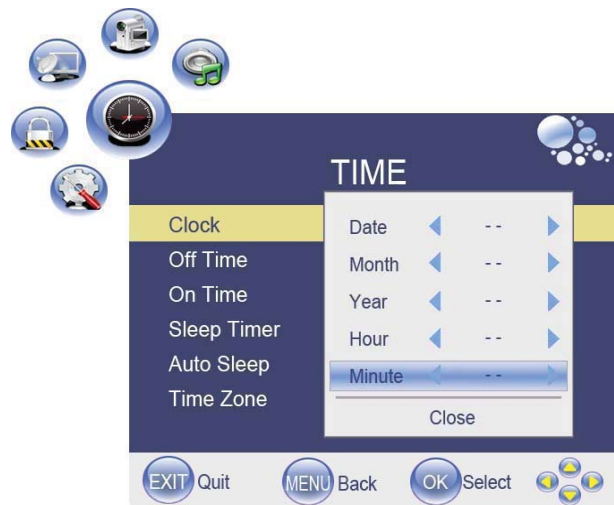 TIME
Clock
Off Time
On Time
Sleep Timer
Auto Sleep
Time Zone
Date - -
Month - -
Year - -
Hour - -
Minute - -
Close
EXIT Quit MENU Back OK Select